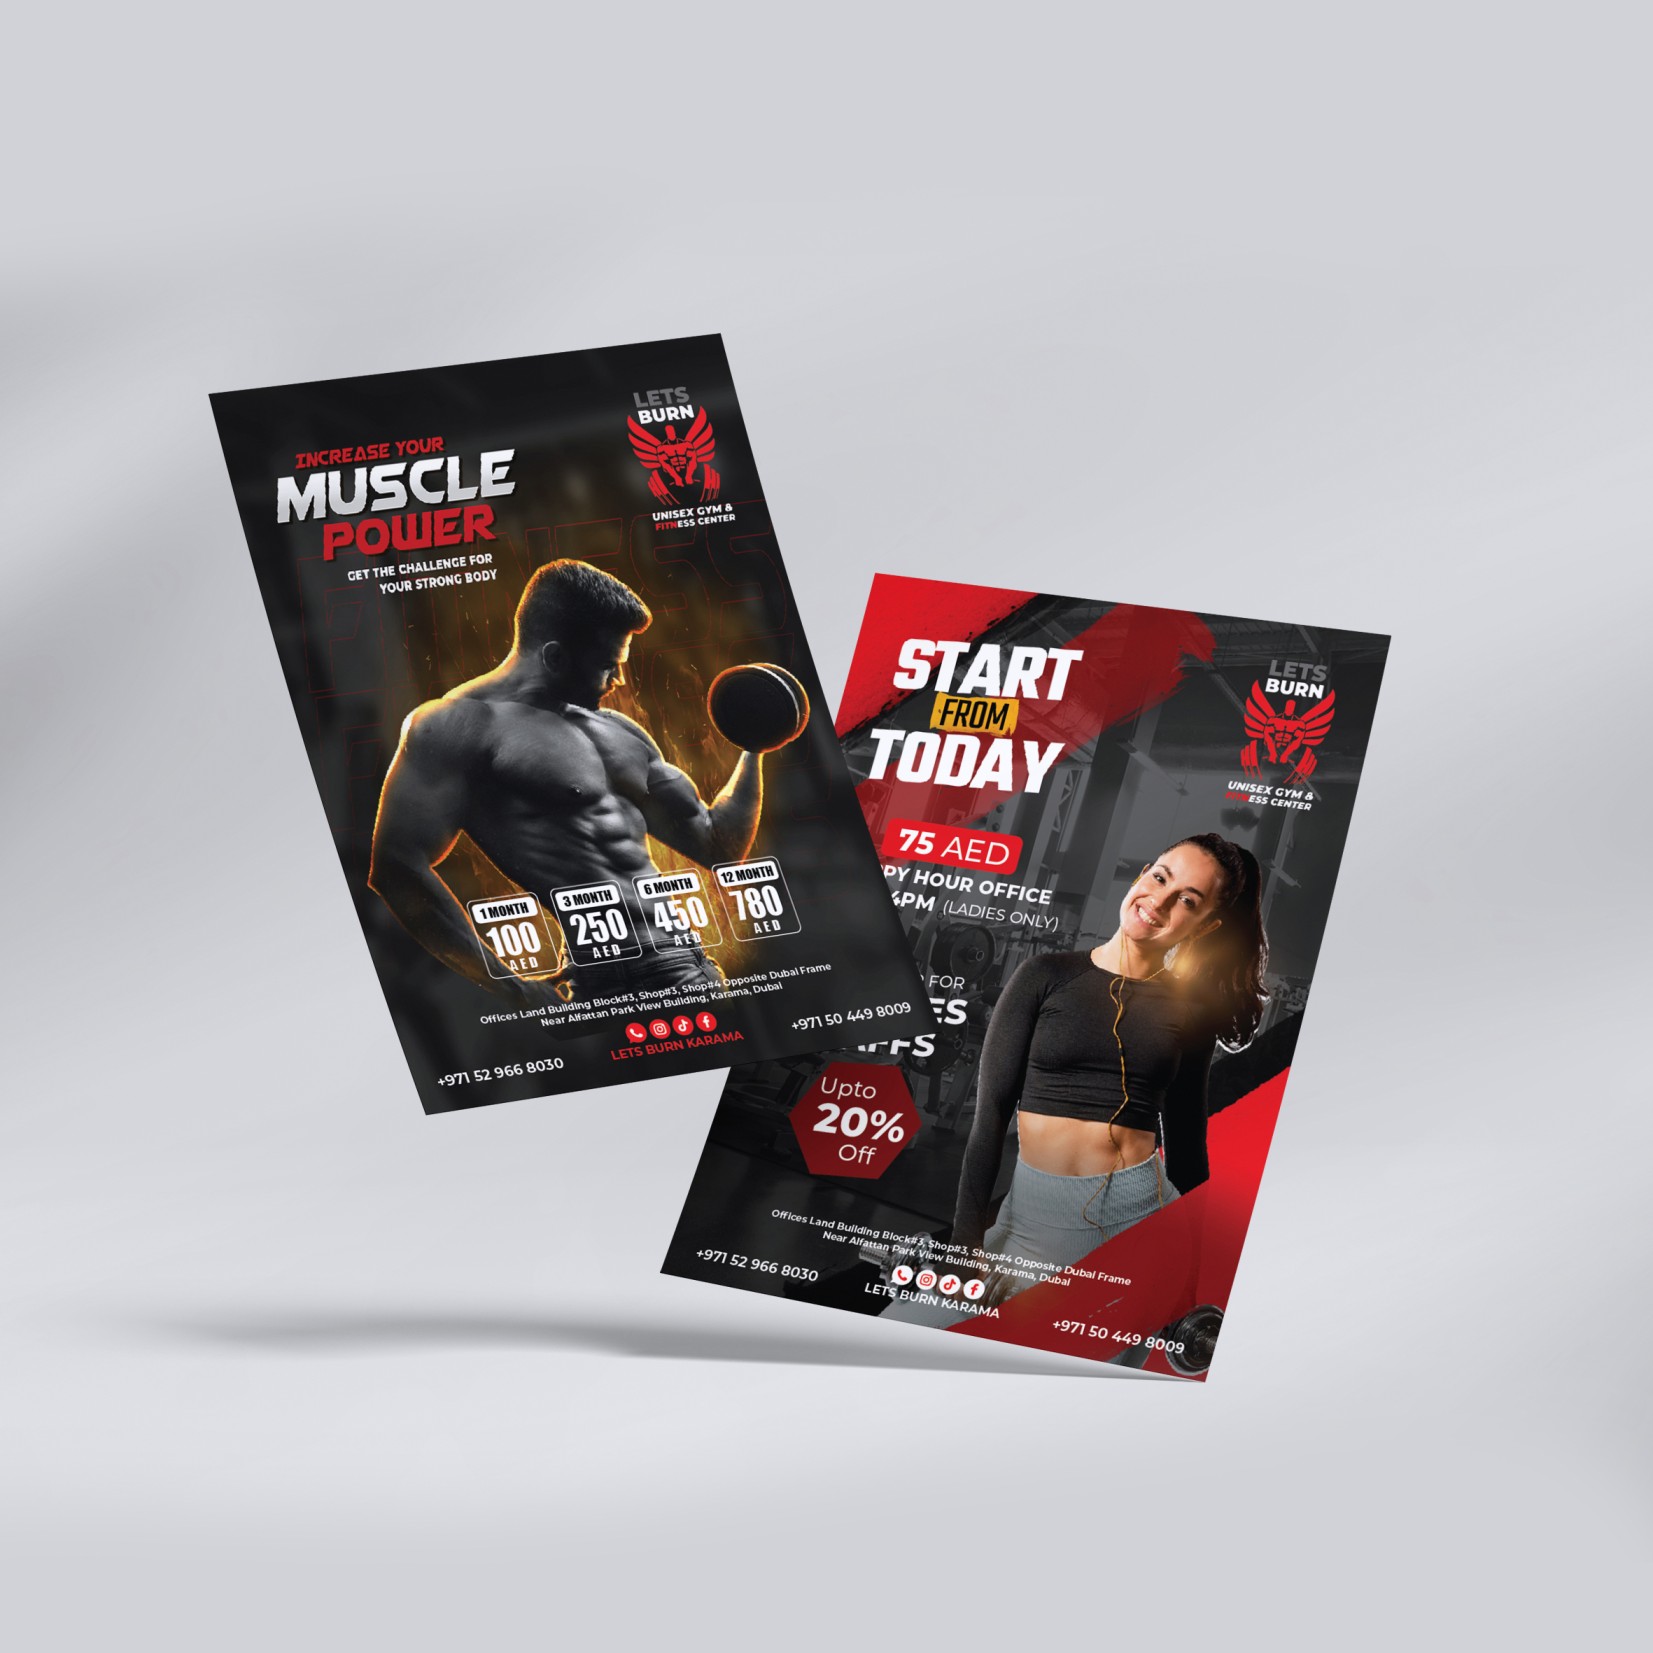 INCREASE YOUR
MUSCLE
POWER
GET THE CHALLENGE FOR
YOUR STRONG BODY
LETS
BURN
UNISEX GYM &
FITNESS CENTER
FITNESS
1 MONTH
100
AED
3 MONTH
250
AED
6 MONTH
450
AED
12 MONTH
780
AED
Offices Land Building Block#3, Shop#3, Shop#4 Opposite Dubai Frame
Near Alfattan Park View Building, Karama, Dubai
LETS BURN KARAMA
+971 52 966 8030
+971 50 449 8009
START
FROM
TODAY
LETS
BURN
UNISEX GYM &
FITNESS CENTER
75 AED
PY HOUR OFFICE
4PM (LADIES ONLY)
FOR
ES
FFS
Upto
20%
Off
Offices Land Building Block#3, Shop#3, Shop#4 Opposite Dubai Frame
Near Alfattan Park View Building, Karama, Dubai
LETS BURN KARAMA
+971 52 966 8030
+971 50 449 8009